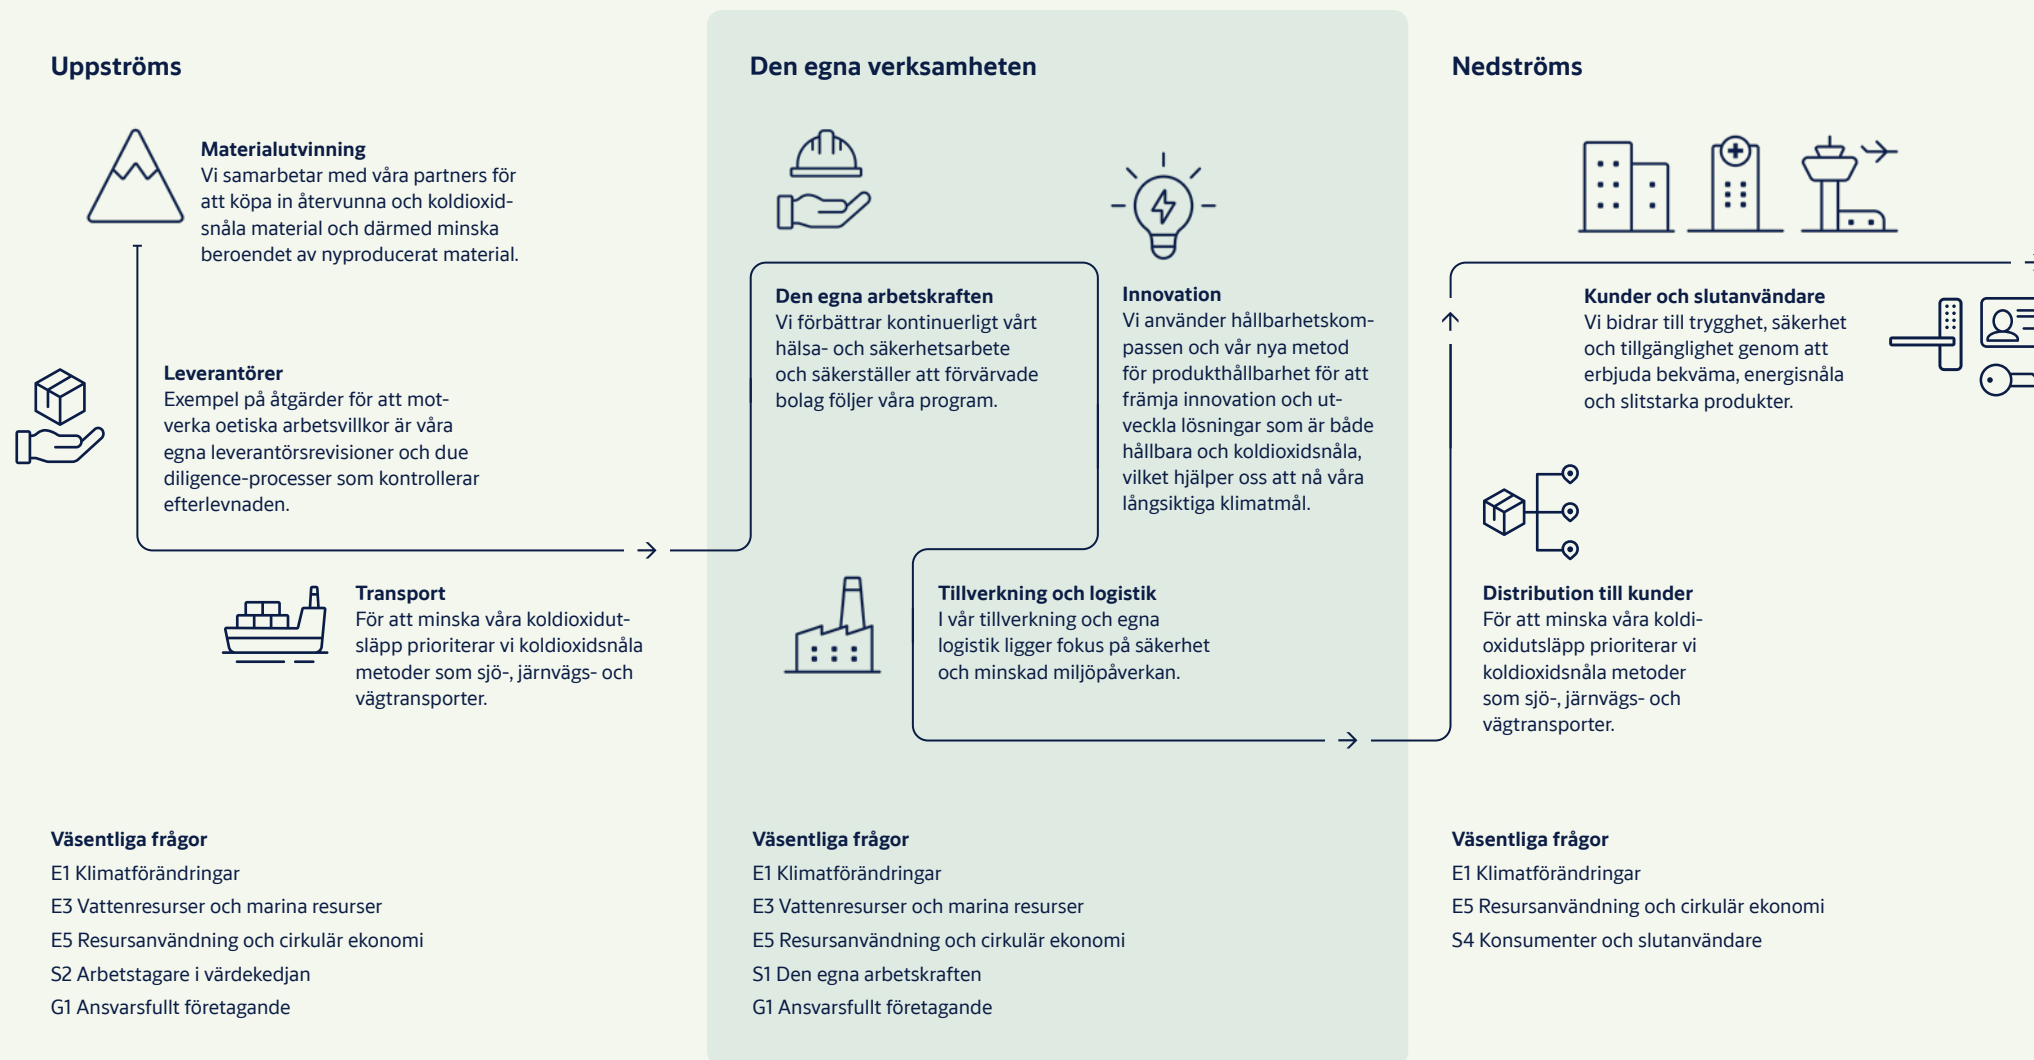 Uppströms
Materialutvinning
Vi samarbetar med våra partners för
att köpa in återvunna och koldioxid-
snåla material och därmed minska
beroendet av nyproducerat material.
Leverantörer
Exempel på åtgärder för att mot-
verka oetiska arbetsvillkor är våra
egna leverantörsrevisioner och due
diligence-processer som kontrollerar
efterlevnaden.
Transport
För att minska våra koldioxidut-
släpp prioriterar vi koldioxidsnåla
metoder som sjö-, järnvägs- och
vägtransporter.
Väsentliga frågor
E1 Klimatförändringar
E3 Vattenresurser och marina resurser
E5 Resursanvändning och cirkulär ekonomi
S2 Arbetstagare i värdekedjan
G1 Ansvarsfullt företagande
Den egna verksamheten
Den egna arbetskraften
Vi förbättrar kontinuerligt vårt
hälsa- och säkerhetsarbete
och säkerställer att förvärvade
bolag följer våra program.
Innovation
Vi använder hållbarhetskom-
passen och vår nya metod
för produkthållbarhet för att
främja innovation och ut-
veckla lösningar som är både
hållbara och koldioxidsnåla,
vilket hjälper oss att nå våra
långsiktiga klimatmål.
Tillverkning och logistik
I vår tillverkning och egna
logistik ligger fokus på säkerhet
och minskad miljöpåverkan.
Väsentliga frågor
E1 Klimatförändringar
E3 Vattenresurser och marina resurser
E5 Resursanvändning och cirkulär ekonomi
S1 Den egna arbetskraften
G1 Ansvarsfullt företagande
Nedströms
Kunder och slutanvändare
Vi bidrar till trygghet, säkerhet
och tillgänglighet genom att
erbjuda bekväma, energisnåla
och slitstarka produkter.
Distribution till kunder
För att minska våra koldi-
oxidutsläpp prioriterar vi
koldioxidsnåla metoder
som sjö-, järnvägs- och
vägtransporter.
Väsentliga frågor
E1 Klimatförändringar
E5 Resursanvändning och cirkulär ekonomi
S4 Konsumenter och slutanvändare